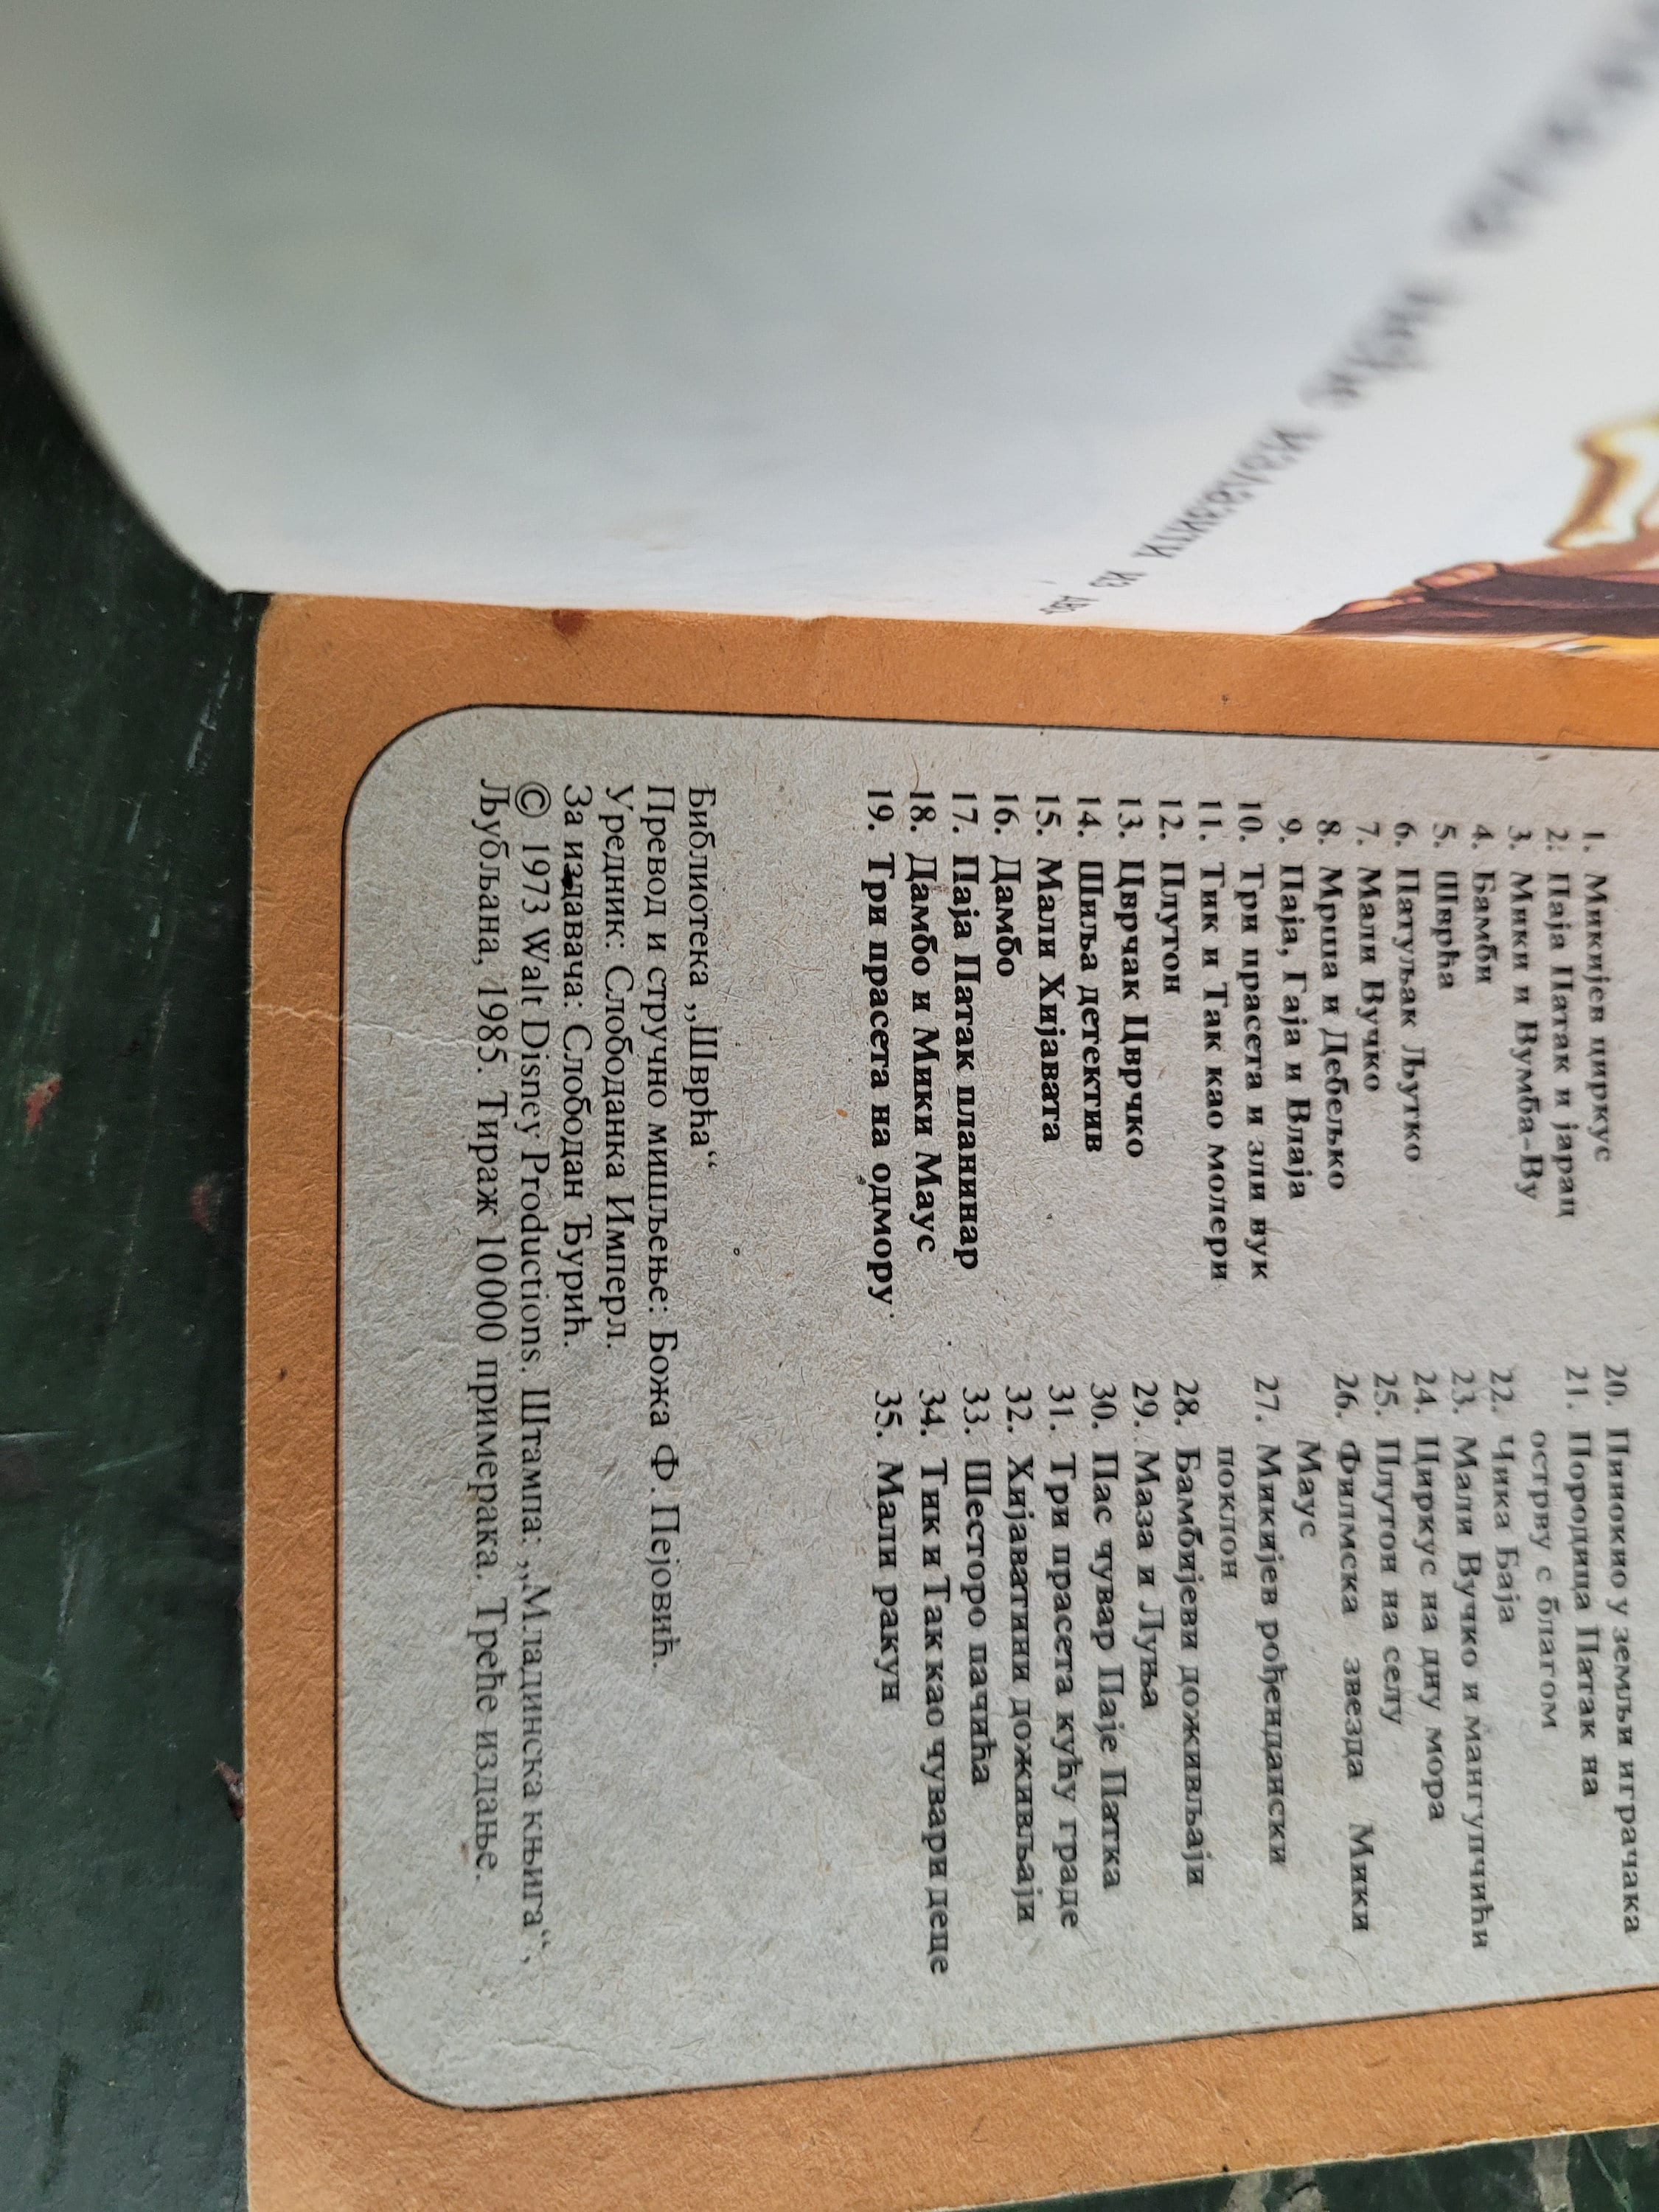 1. Микијев циркус
2. Паја Патак и јарац
3. Мики и Вумба-Ву
4. Бамби
5. Шврћа
6. Патуљак Љутко
7. Мали Вучко
8. Мрша и Дебељко
9. Паја, Гаја и Влаја
10. Три прасета и зли вук
11. Тик и Так као молери
12. Плутон
13. Цврчак Цврчко
14. Шиља детектив
15. Мали Хијавата
16. Дамбо
17. Паја Патак планинар
18. Дамбо и Мики Маус
19. Три прасета на одмору
20. Пинокио у земљи играчака
21. Породица Патак на
острву с благом
22. Чика Баја
23. Мали Вучко и мангупчићи
24. Циркус на дну мора
25. Плутон на селу
26. Филмска звезда Мики
Маус
27. Микијев рођендански
поклон
28. Бамбијеви доживљаји
29. Маза и Луња
30. Пас чувар Паје Патка
31. Три прасета кућу граде
32. Хијаватини доживљаји
33. Шесторо пачића
34. Тик и Так као чувари деце
35. Мали ракун
Библиотека „Шврћа“
Превод и стручно мишљење: Божа Ф. Пејовић.
Уредник: Слободанка Имперл.
За издавача: Слободан Ђурић.
© 1973 Walt Disney Productions. Штампа: „Младинска књига“,
Љубљана, 1985. Тираж 10000 примерака. Треће издање.